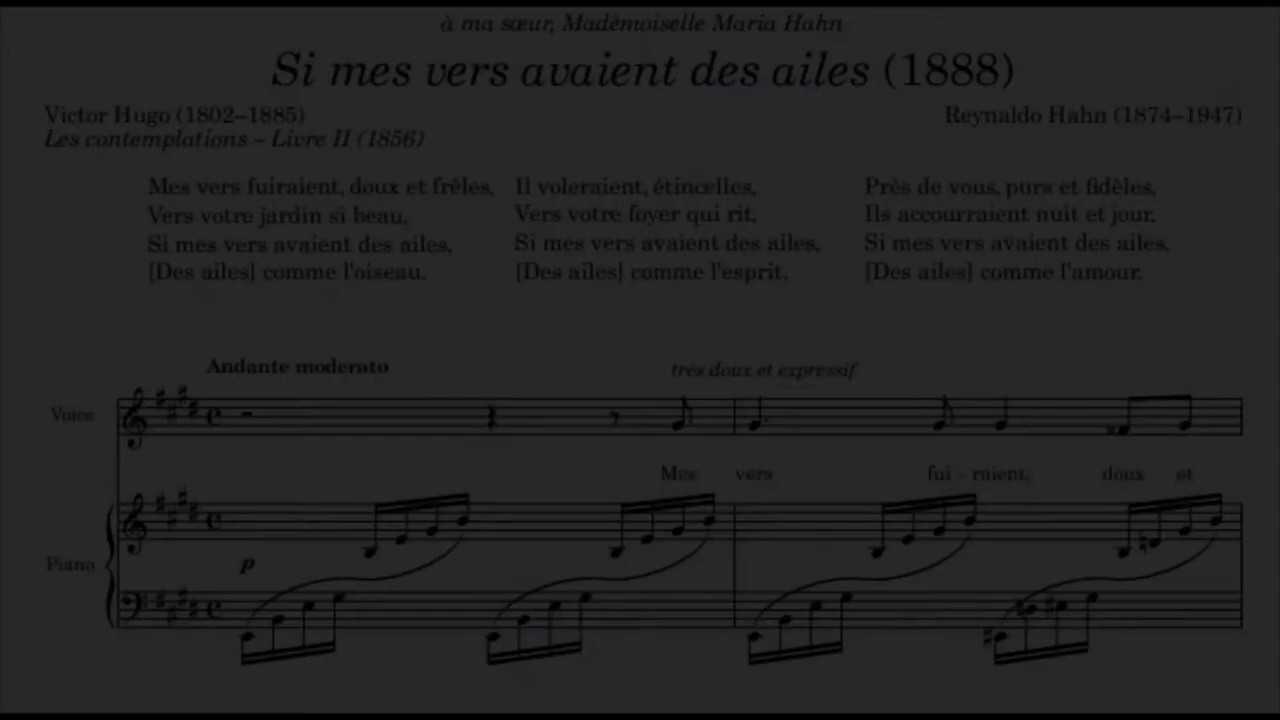 à ma sœur, Mademoiselle Maria Hahn
Si mes vers avaient des ailes (1888)
Victor Hugo (1802–1885)
Reynaldo Hahn (1874–1947)
Les contemplations – Livre II (1856)
Mes vers fuiraient, doux et frêles,
Vers votre jardin si beau,
Si mes vers avaient des ailes,
[Des ailes] comme l'oiseau.
Il voleraient, étincelles,
Vers votre foyer qui rit,
Si mes vers avaient des ailes,
[Des ailes] comme l'esprit.
Près de vous, purs et fidèles,
Ils accourraient nuit et jour,
Si mes vers avaient des ailes,
[Des ailes] comme l'amour.
Andante moderato
très doux et expressif
Voice
Mes vers fui - raient, doux et
Piano
p